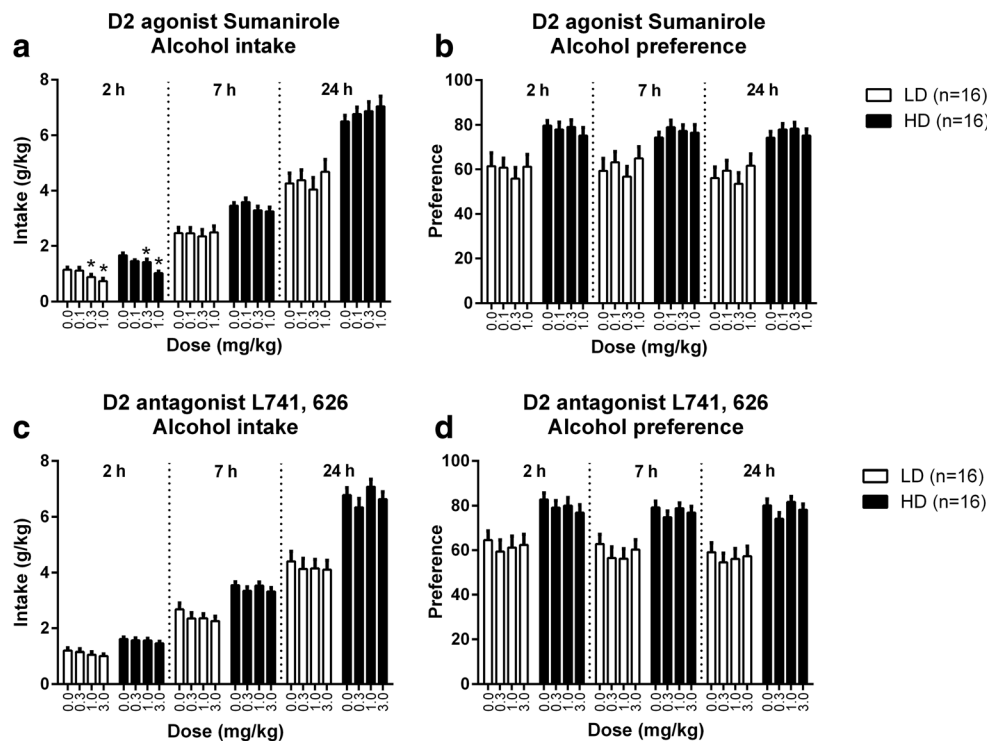 D2 agonist Sumanirole
Alcohol intake
a
2 h
7 h
24 h
8
6
4
2
0
Intake (g/kg)
* * * *
0.0 0.1 0.3 1.0 0.0 0.1 0.3 1.0 0.0 0.1 0.3 1.0 0.0 0.1 0.3 1.0 0.0 0.1 0.3 1.0 0.0 0.1 0.3 1.0
Dose (mg/kg)
D2 agonist Sumanirole
Alcohol preference
b
2 h
7 h
24 h
100
80
60
40
20
0
Preference
0.0 0.1 0.3 1.0 0.0 0.1 0.3 1.0 0.0 0.1 0.3 1.0 0.0 0.1 0.3 1.0 0.0 0.1 0.3 1.0 0.0 0.1 0.3 1.0
Dose (mg/kg)
LD (n=16)
HD (n=16)
D2 antagonist L741, 626
Alcohol intake
c
2 h
7 h
24 h
8
6
4
2
0
Intake (g/kg)
0.0 0.3 1.0 3.0 0.0 0.3 1.0 3.0 0.0 0.3 1.0 3.0 0.0 0.3 1.0 3.0 0.0 0.3 1.0 3.0 0.0 0.3 1.0 3.0
Dose (mg/kg)
D2 antagonist L741, 626
Alcohol preference
d
2 h
7 h
24 h
100
80
60
40
20
0
Preference
0.0 0.3 1.0 3.0 0.0 0.3 1.0 3.0 0.0 0.3 1.0 3.0 0.0 0.3 1.0 3.0 0.0 0.3 1.0 3.0 0.0 0.3 1.0 3.0
Dose (mg/kg)
LD (n=16)
HD (n=16)